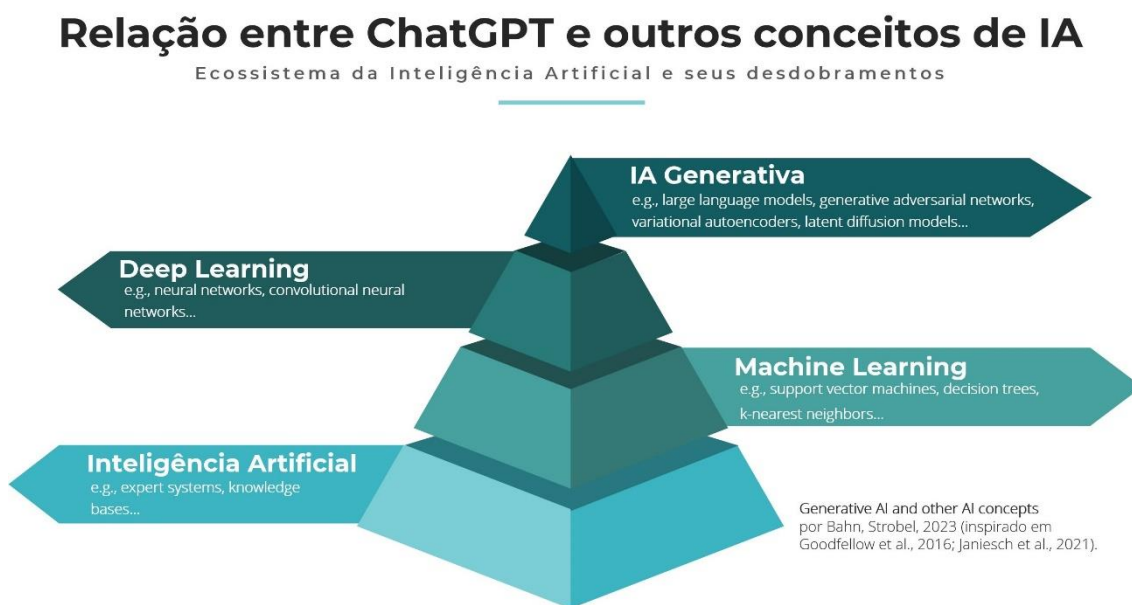 Relação entre ChatGPT e outros conceitos de IA
Ecossistema da Inteligência Artificial e seus desdobramentos
IA Generativa
e.g., large language models, generative adversarial networks,
variational autoencoders, latent diffusion models...
Deep Learning
e.g., neural networks, convolutional neural
networks...
Machine Learning
e.g., support vector machines, decision trees,
k-nearest neighbors...
Inteligência Artificial
e.g., expert systems, knowledge
bases...
Generative AI and other AI concepts
por Bahn, Strobel, 2023 (inspirado em
Goodfellow et al., 2016; Janiesch et al., 2021).